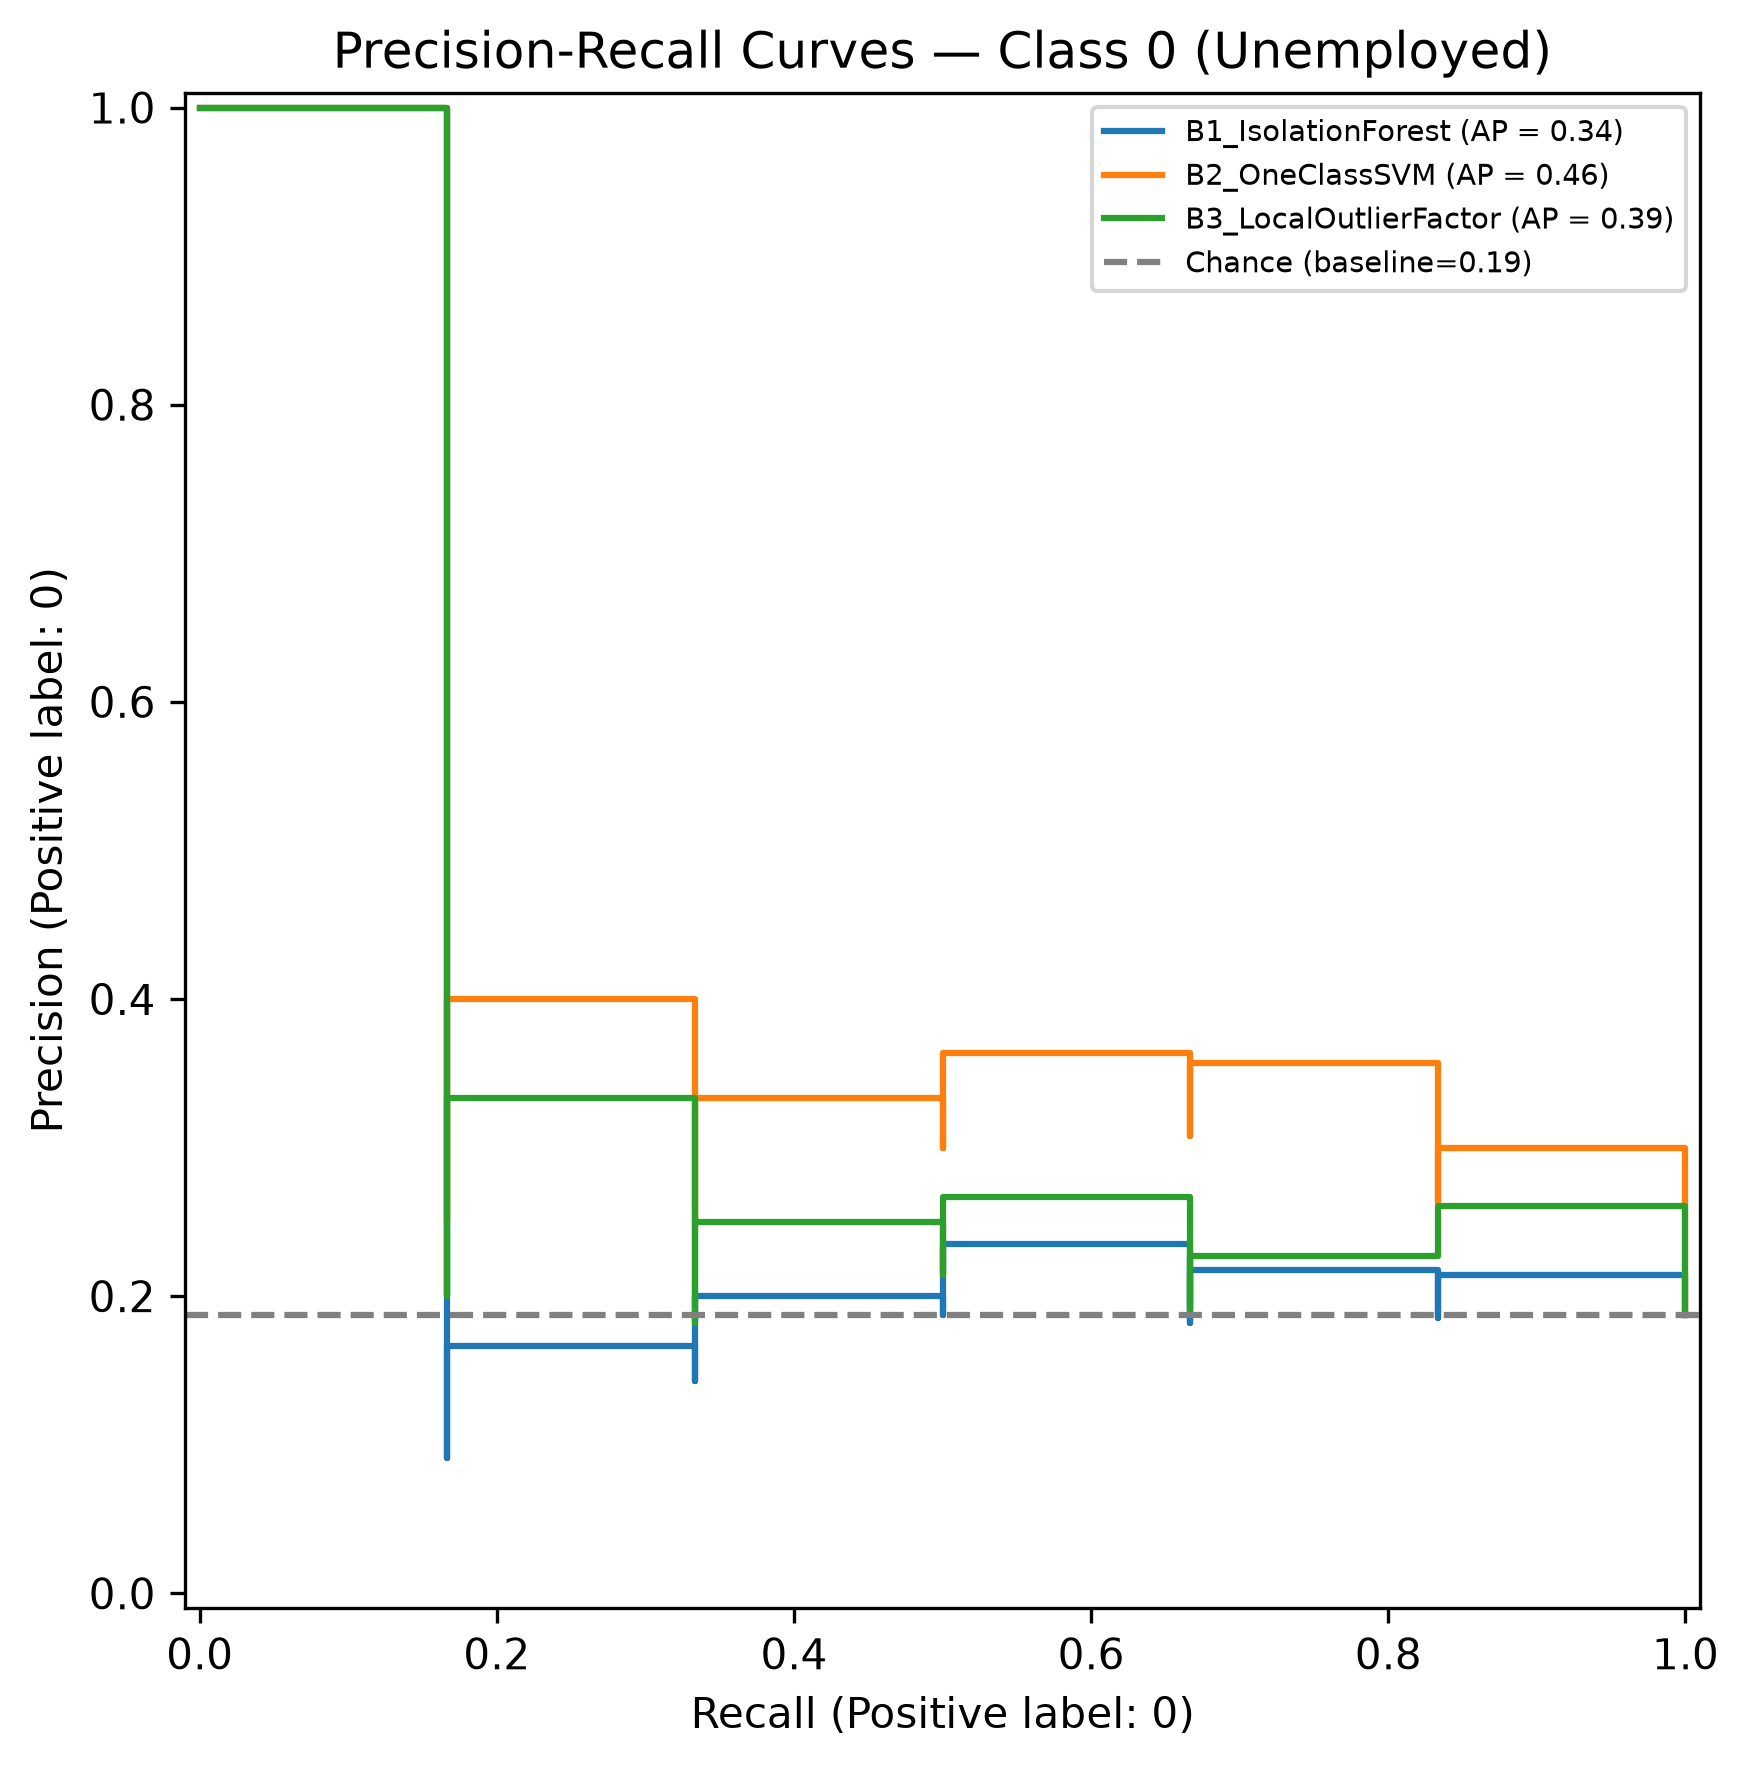 Precision-Recall Curves — Class 0 (Unemployed)
B1_IsolationForest (AP = 0.34)
B2_OneClassSVM (AP = 0.46)
B3_LocalOutlierFactor (AP = 0.39)
Chance (baseline=0.19)
Precision (Positive label: 0)
1.0
0.8
0.6
0.4
0.2
0.0
0.0 0.2 0.4 0.6 0.8 1.0
Recall (Positive label: 0)